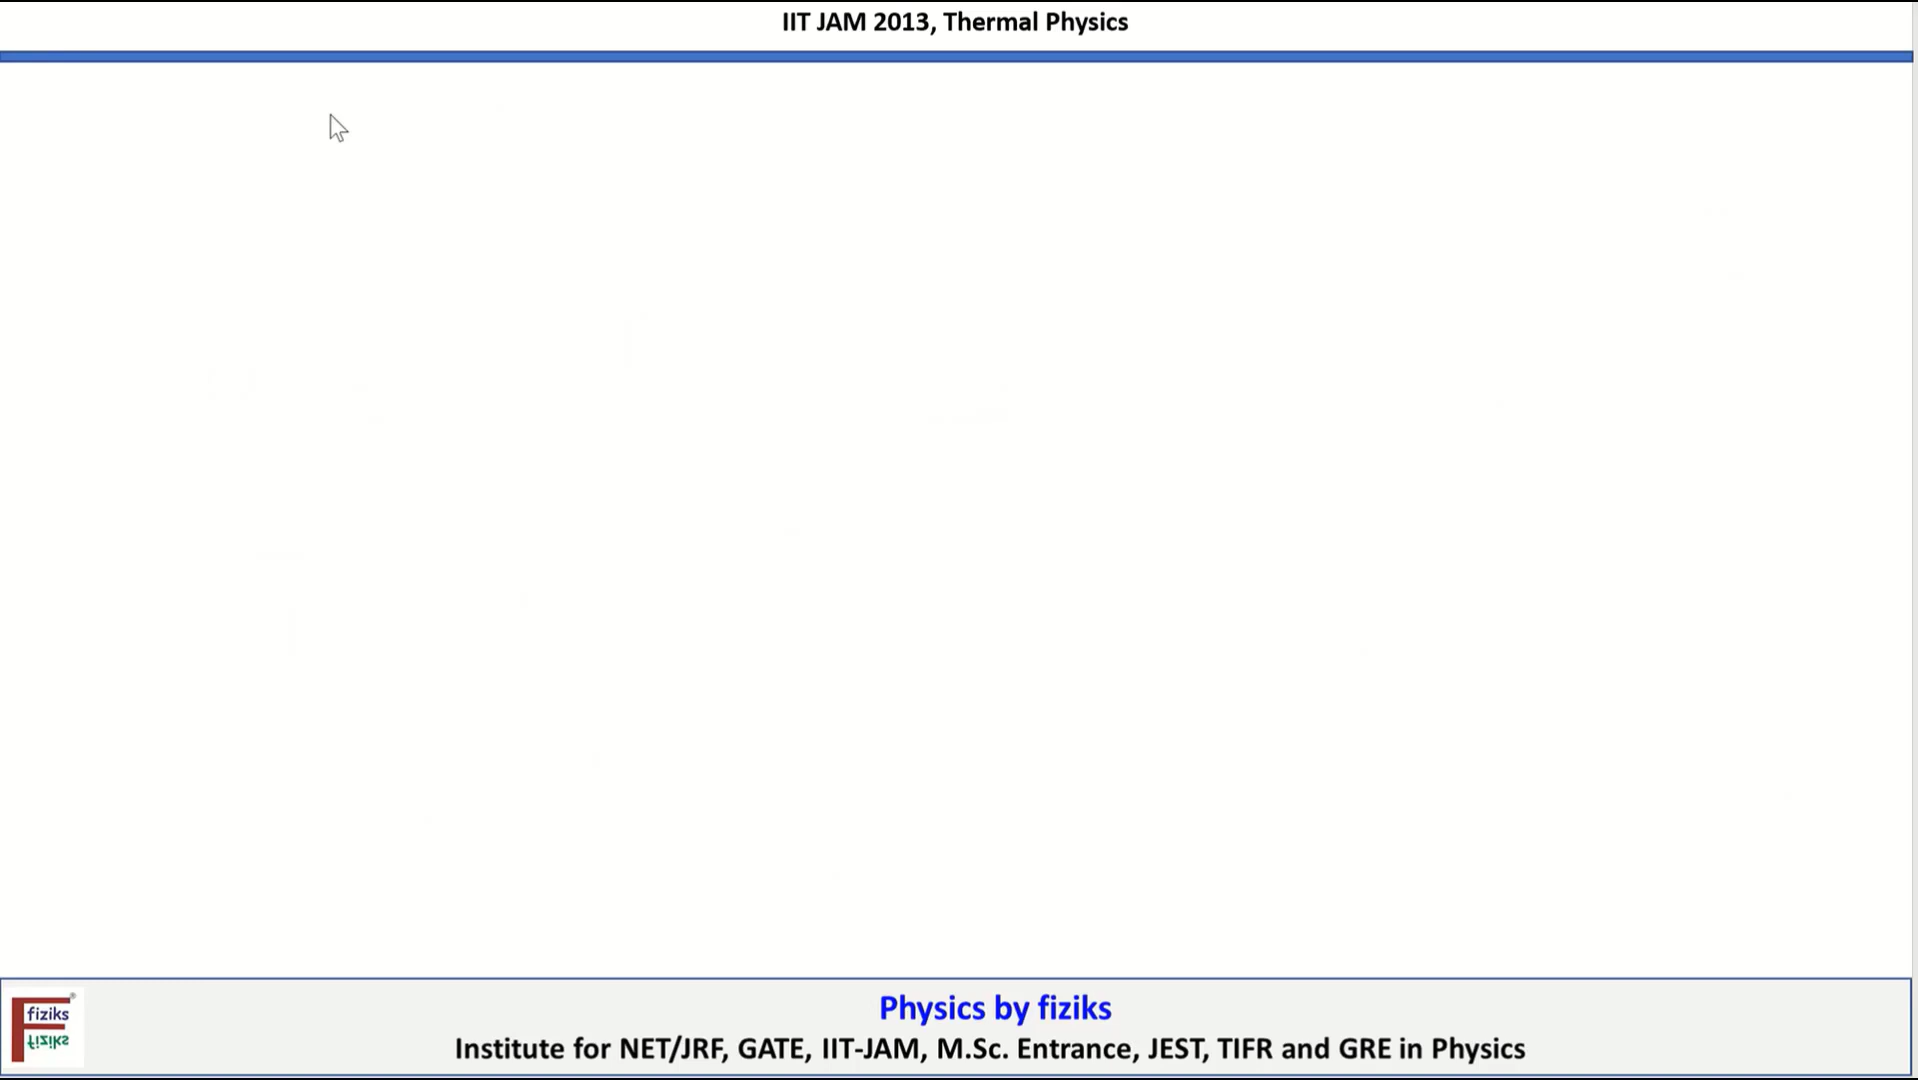 IIT JAM 2013, Thermal Physics
fiziks
fiziks
Physics by fiziks
Institute for NET/JRF, GATE, IIT-JAM, M.Sc. Entrance, JEST, TIFR and GRE in Physics